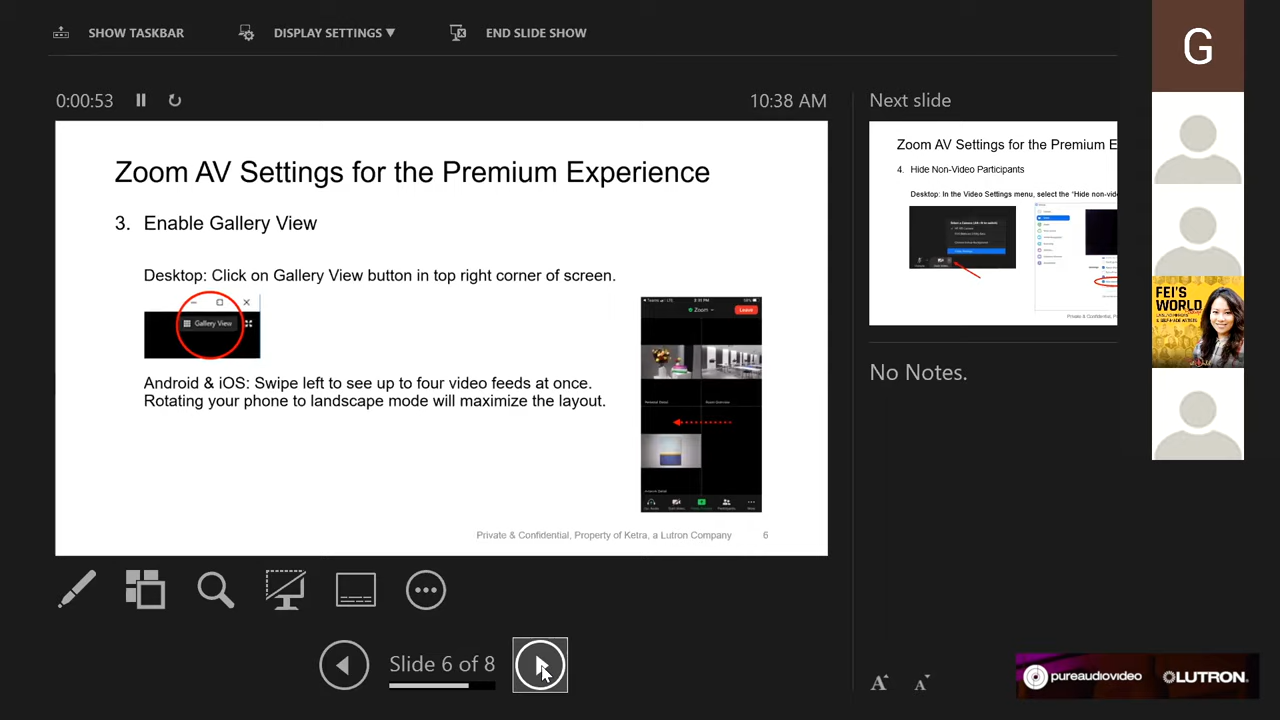 SHOW TASKBAR
DISPLAY SETTINGS ▼
END SLIDE SHOW
G
0:00:53
10:38 AM
Zoom AV Settings for the Premium Experience
3. Enable Gallery View
Desktop: Click on Gallery View button in top right corner of screen.
Gallery View
Android & iOS: Swipe left to see up to four video feeds at once.
Rotating your phone to landscape mode will maximize the layout.
Zoom
Leave
Private & Confidential, Property of Ketra, a Lutron Company
6
Next slide
Zoom AV Settings for the Premium E
4. Hide Non-Video Participants
Desktop: In the Video Settings menu, select the "Hide non-vid
Private & Confidential, Prop
No Notes.
FEI'S
WORLD
Slide 6 of 8
A
A
pureaudiovideo
LUTRON